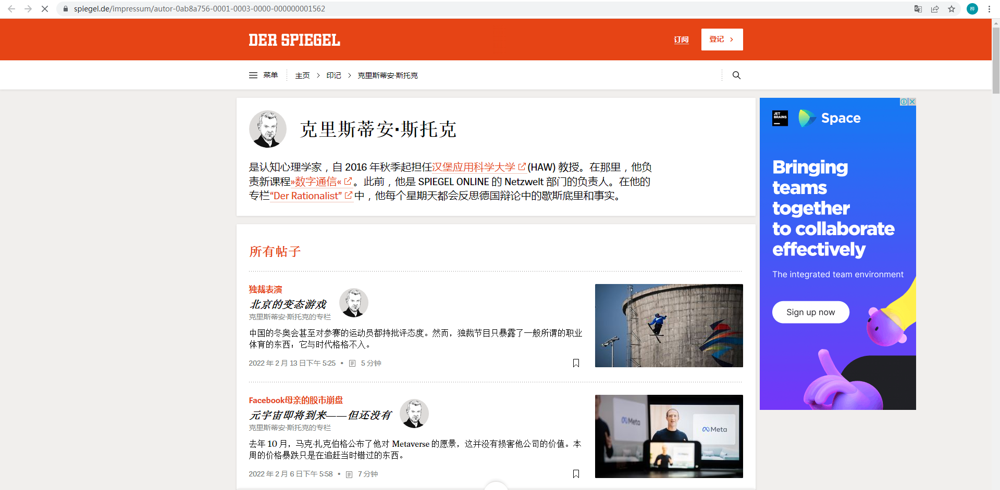 spiegel.de/impressum/autor-0ab8a756-0001-0003-0000-000000001562
桦
DER SPIEGEL
订阅
登记
菜单
主页
印记
克里斯蒂安·斯托克
克里斯蒂安·斯托克
是认知心理学家，自 2016 年秋季起担任汉堡应用科学大学 (HAW) 教授。在那里，他负
责新课程»数字通信« 。此前，他是 SPIEGEL ONLINE 的 Netzwelt 部门的负责人。在他的
专栏“Der Rationalist” 中，他每个星期天都会反思德国辩论中的歇斯底里和事实。
所有帖子
独裁表演
北京的变态游戏
克里斯蒂安·斯托克的专栏
中国的冬奥会甚至对参赛的运动员都持批评态度。然而，独裁节目只暴露了一般所谓的职业
体育的东西：它与时代格格不入。
2022 年 2 月 13 日下午 5:25 • 5 分钟
Facebook母亲的股市崩盘
元宇宙即将到来——但还没有
克里斯蒂安·斯托克的专栏
去年 10 月，马克·扎克伯格公布了他对 Metaverse 的愿景，这并没有损害他公司的价值。本
周的价格暴跌只是在追赶当时错过的东西。
2022 年 2 月 6 日下午 5:58 • 7 分钟
Meta
Meta
JET
BRAINS
Space
Bringing
teams
together
to collaborate
effectively
The integrated team environment
Sign up now